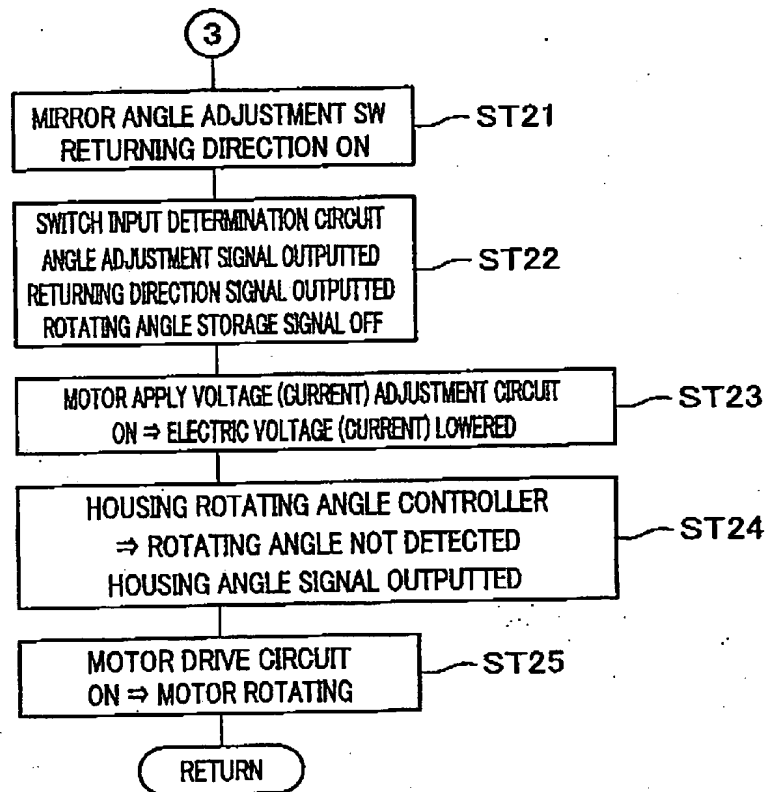 3
MIRROR ANGLE ADJUSTMENT SW
RETURNING DIRECTION ON
ST21
SWITCH INPUT DETERMINATION CIRCUIT
ANGLE ADJUSTMENT SIGNAL OUTPUTTED
RETURNING DIRECTION SIGNAL OUTPUTTED
ROTATING ANGLE STORAGE SIGNAL OFF
ST22
MOTOR APPLY VOLTAGE (CURRENT) ADJUSTMENT CIRCUIT
ON ⇒ ELECTRIC VOLTAGE (CURRENT) LOWERED
ST23
HOUSING ROTATING ANGLE CONTROLLER
⇒ ROTATING ANGLE NOT DETECTED
HOUSING ANGLE SIGNAL OUTPUTTED
ST24
MOTOR DRIVE CIRCUIT
ON ⇒ MOTOR ROTATING
ST25
RETURN